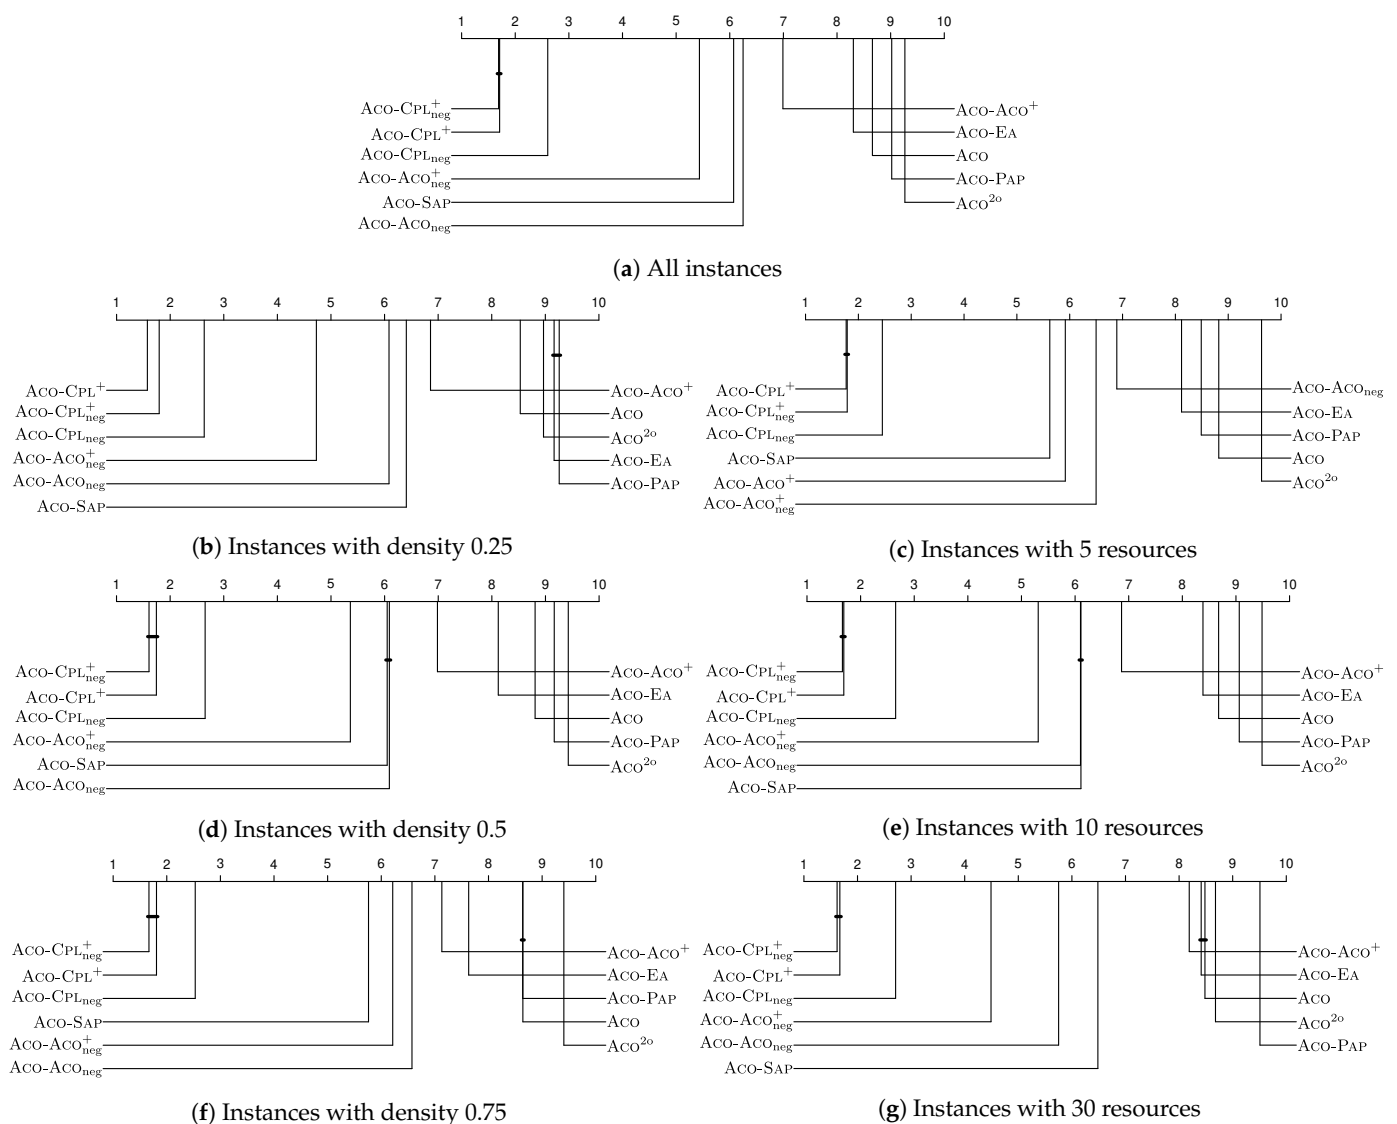 1 2 3 4 5 6 7 8 9 10
ACO-CPL⁺neg
ACO-CPL⁺
ACO-CPLneg
ACO-ACO⁺neg
ACO-SAP
ACO-ACOneg
ACO-ACO⁺
ACO-EA
ACO
ACO-PAP
ACO²ᵒ
(a) All instances
1 2 3 4 5 6 7 8 9 10
ACO-CPL⁺
ACO-CPL⁺neg
ACO-CPLneg
ACO-ACO⁺neg
ACO-ACOneg
ACO-SAP
ACO-ACO⁺
ACO
ACO²ᵒ
ACO-EA
ACO-PAP
(b) Instances with density 0.25
1 2 3 4 5 6 7 8 9 10
ACO-CPL⁺
ACO-CPL⁺neg
ACO-CPLneg
ACO-SAP
ACO-ACO⁺
ACO-ACO⁺neg
ACO-ACOneg
ACO-EA
ACO-PAP
ACO
ACO²ᵒ
(c) Instances with 5 resources
1 2 3 4 5 6 7 8 9 10
ACO-CPL⁺neg
ACO-CPL⁺
ACO-CPLneg
ACO-ACO⁺neg
ACO-SAP
ACO-ACOneg
ACO-ACO⁺
ACO-EA
ACO
ACO-PAP
ACO²ᵒ
(d) Instances with density 0.5
1 2 3 4 5 6 7 8 9 10
ACO-CPL⁺neg
ACO-CPL⁺
ACO-CPLneg
ACO-ACO⁺neg
ACO-ACOneg
ACO-SAP
ACO-ACO⁺
ACO-EA
ACO
ACO-PAP
ACO²ᵒ
(e) Instances with 10 resources
1 2 3 4 5 6 7 8 9 10
ACO-CPL⁺neg
ACO-CPL⁺
ACO-CPLneg
ACO-SAP
ACO-ACO⁺neg
ACO-ACOneg
ACO-ACO⁺
ACO-EA
ACO-PAP
ACO
ACO²ᵒ
(f) Instances with density 0.75
1 2 3 4 5 6 7 8 9 10
ACO-CPL⁺neg
ACO-CPL⁺
ACO-CPLneg
ACO-ACO⁺neg
ACO-ACOneg
ACO-SAP
ACO-ACO⁺
ACO-EA
ACO
ACO²ᵒ
ACO-PAP
(g) Instances with 30 resources